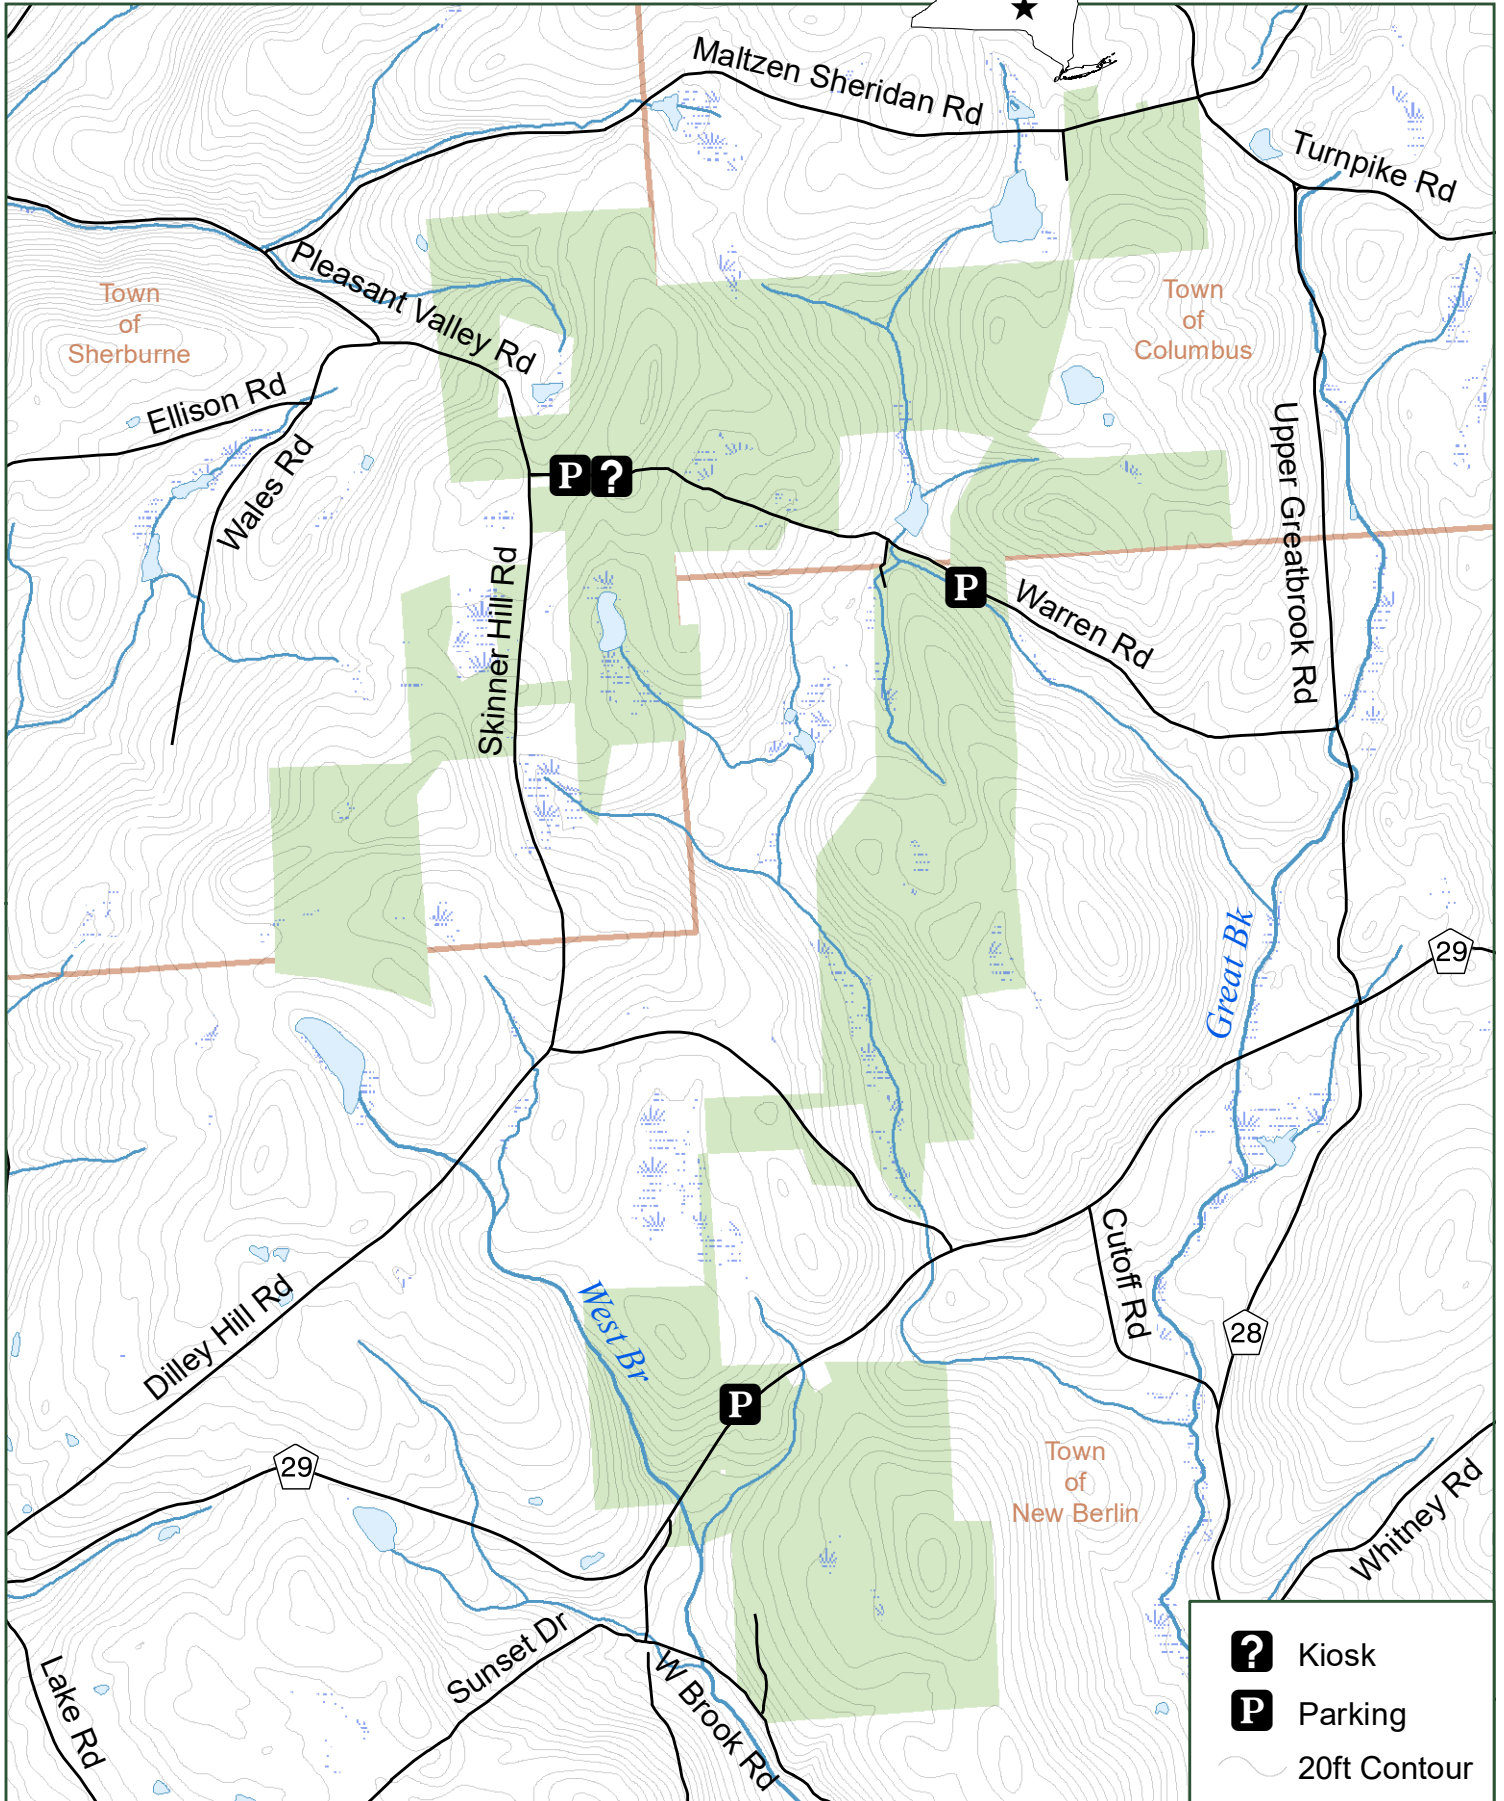 Maltzen Sheridan Rd
Turnpike Rd
Pleasant Valley Rd
Town
of
Sherburne
Town
of
Columbus
Ellison Rd
Wales Rd
Upper Greatbrook Rd
P
?
Skinner Hill Rd
P
Warren Rd
Great Bk
29
Cutoff Rd
West Br
Dilley Hill Rd
28
P
29
Town
of
New Berlin
Whitney Rd
Sunset Dr
Lake Rd
W Brook Rd
? Kiosk
P Parking
20ft Contour